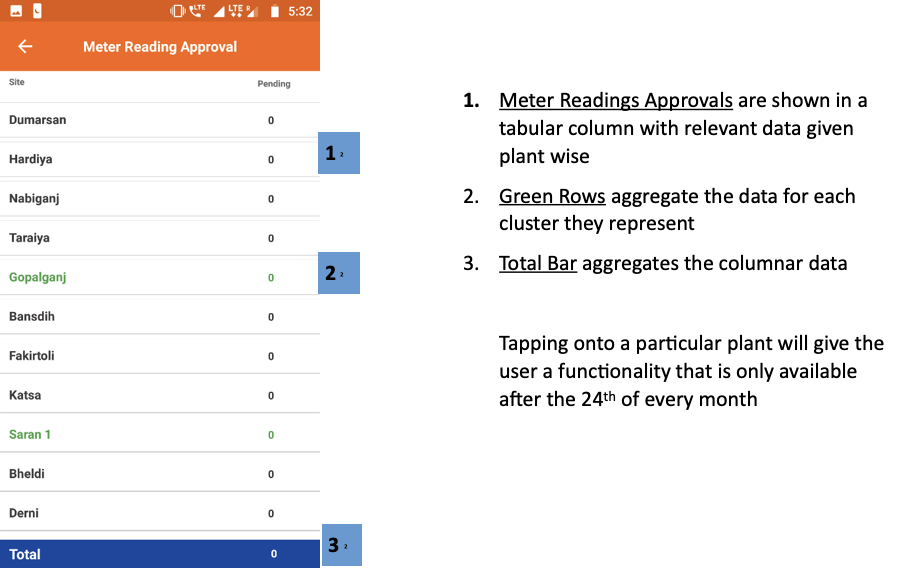 LTE LTE R 5:32
Meter Reading Approval
Site Pending
Dumarsan 0
Hardiya 0
Nabiganj 0
Taraiya 0
Gopalganj 0
Bansdih 0
Fakirtoli 0
Katsa 0
Saran 1 0
Bheldi 0
Derni 0
Total 0
1 2
2 2
3 2
1. Meter Readings Approvals are shown in a
tabular column with relevant data given
plant wise
2. Green Rows aggregate the data for each
cluster they represent
3. Total Bar aggregates the columnar data
Tapping onto a particular plant will give the
user a functionality that is only available
after the 24th of every month